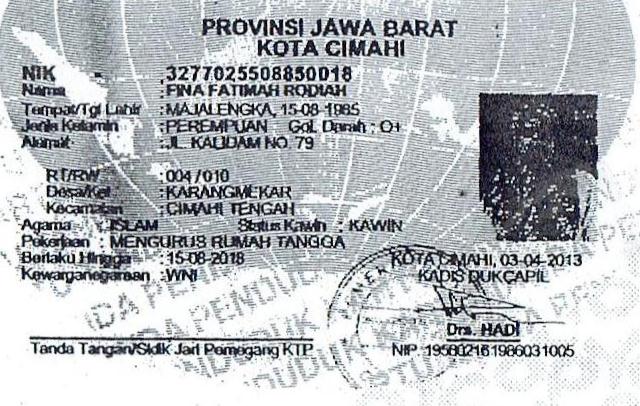 PROVINSI JAWA BARAT
KOTA CIMAHI
NIK : 3277025508850018
Nama : FINA FATIMAH RODIAH
Tempat/Tgl Lahir : MAJALENGKA, 15-08-1985
Jenis Kelamin : PEREMPUAN Gol. Darah : O+
Alamat : JL. KALIDAM NO. 79
RT/RW : 004 / 010
Desa/Kel : KARANGMEKAR
Kecamatan : CIMAHI TENGAH
Agama : ISLAM Status Kawin : KAWIN
Pekerjaan : MENGURUS RUMAH TANGGA
Berlaku Hingga : 15-08-2018
Kewarganegaraan : WNI
KOTA CIMAHI, 03-04-2013
KADIS DUKCAPIL
Drs. HADI
Tanda Tangan/Sidik Jari Pemegang KTP
NIP. 195802161986031005